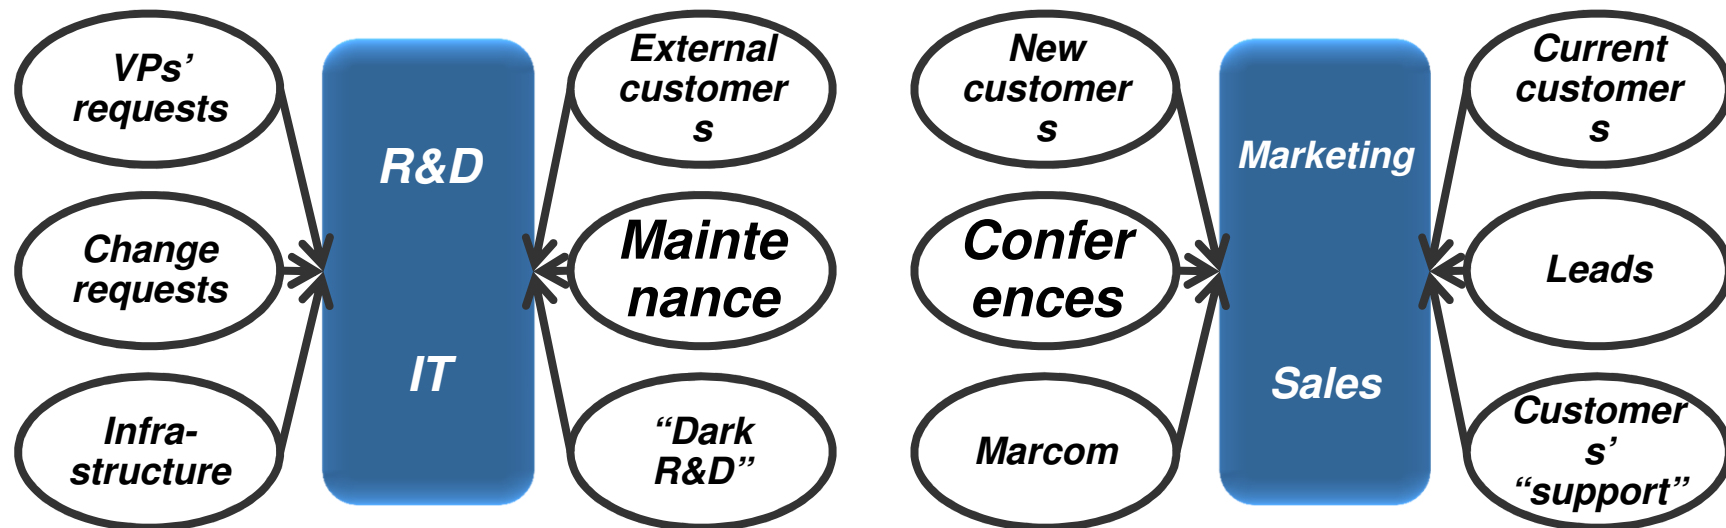 VPs’
requests
Change
requests
Infra-
structure
R&D
IT
External
customer
s
Mainte
nance
“Dark
R&D”
New
customer
s
Confer
ences
Marcom
Marketing
Sales
Current
customer
s
Leads
Customer
s’
“support”